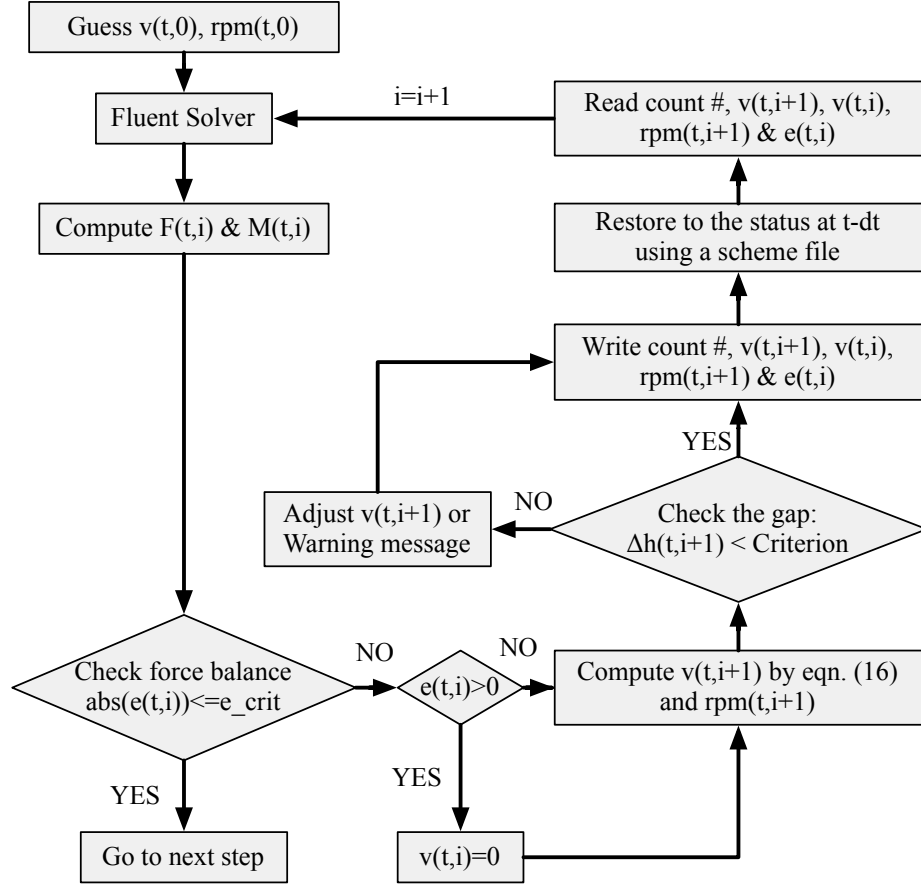 Guess v(t,0), rpm(t,0)
Fluent Solver
i=i+1
Read count #, v(t,i+1), v(t,i),
rpm(t,i+1) & e(t,i)
Compute F(t,i) & M(t,i)
Restore to the status at t-dt
using a scheme file
Write count #, v(t,i+1), v(t,i),
rpm(t,i+1) & e(t,i)
YES
Adjust v(t,i+1) or
Warning message
NO
Check the gap:
Δh(t,i+1) < Criterion
Check force balance
abs(e(t,i))<=e_crit
NO
e(t,i)>0
NO
Compute v(t,i+1) by eqn. (16)
and rpm(t,i+1)
YES
YES
Go to next step
v(t,i)=0